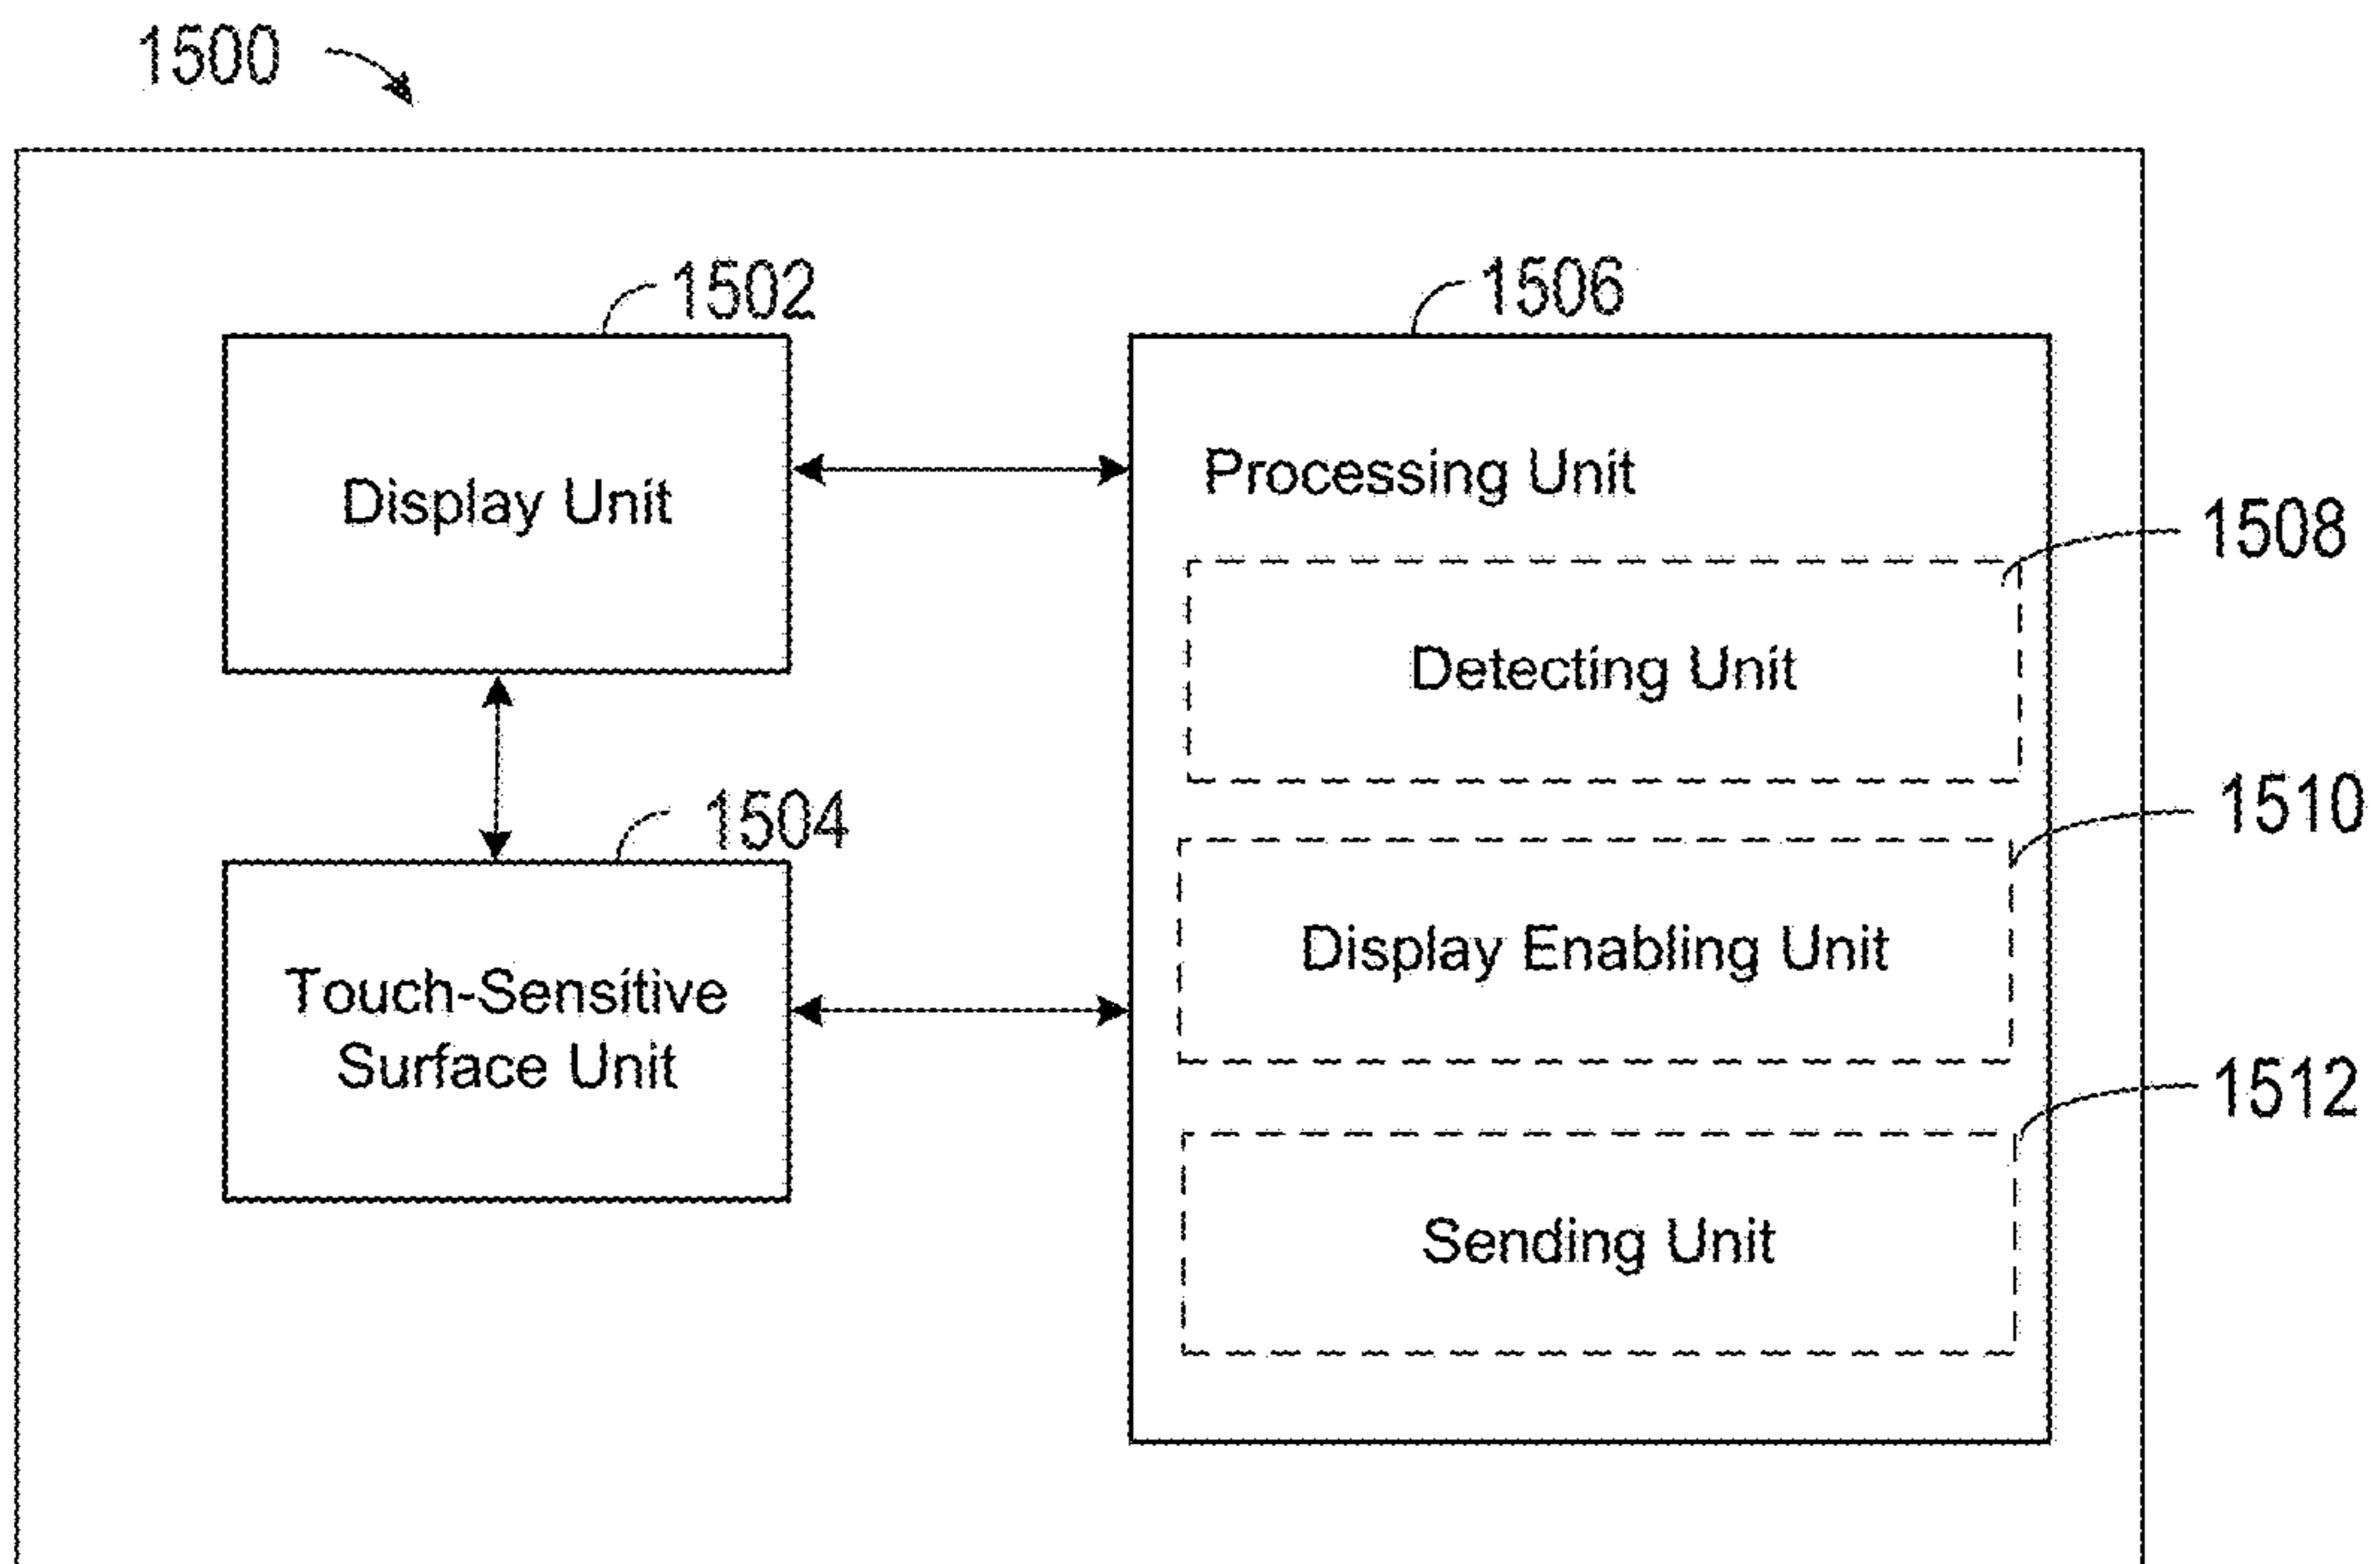 1500
1502
1506
Display Unit
Processing Unit
1508
Detecting Unit
1504
1510
Touch-Sensitive
Surface Unit
Display Enabling Unit
1512
Sending Unit